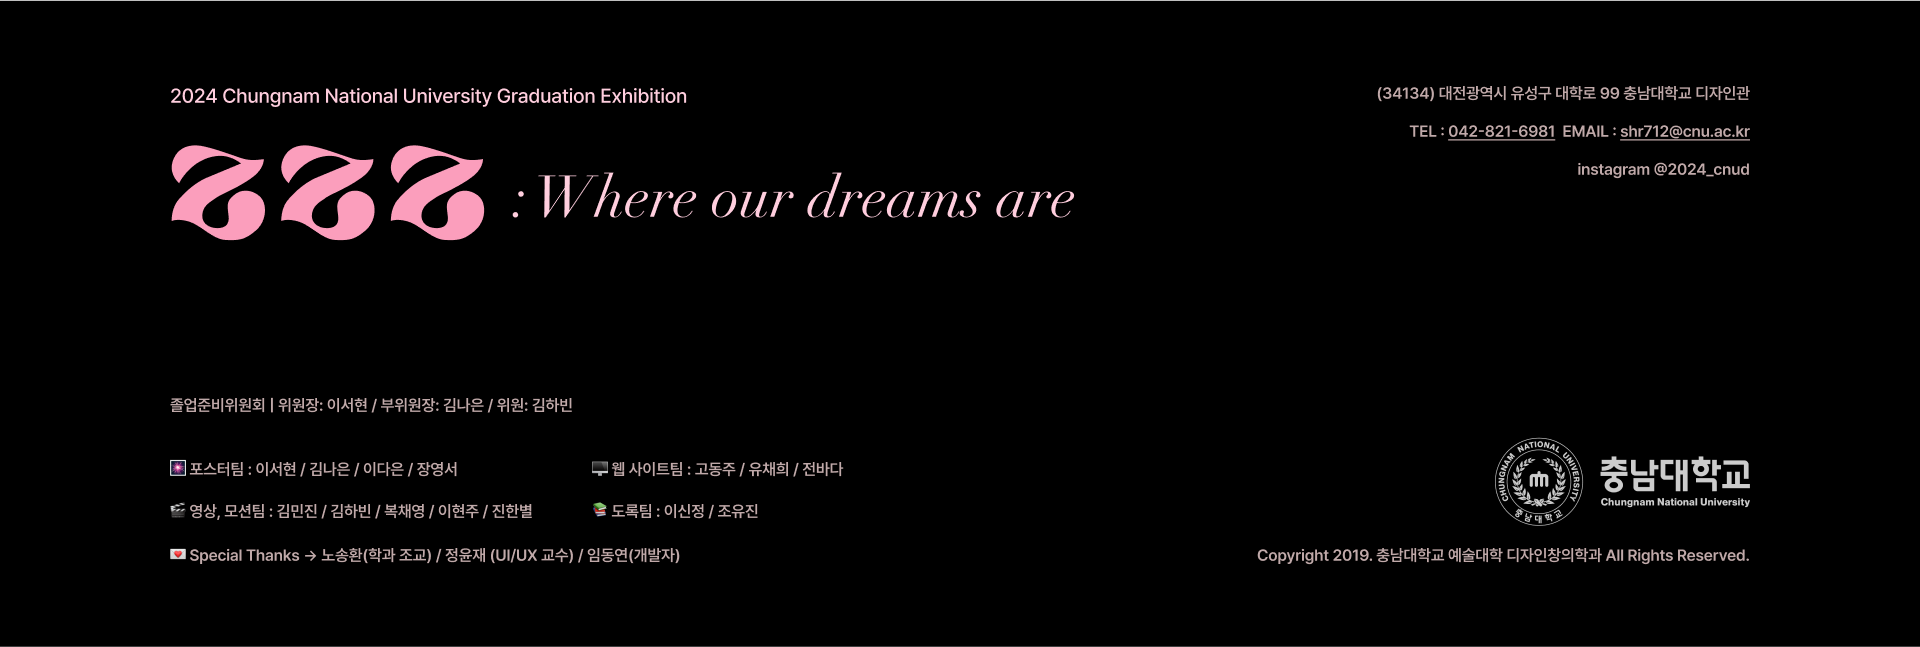 2024 Chungnam National University Graduation Exhibition
ZZZ : Where our dreams are
(34134) 대전광역시 유성구 대학로 99 충남대학교 디자인관
TEL : 042-821-6981 EMAIL : shr712@cnu.ac.kr
instagram @2024_cnud
졸업준비위원회 | 위원장: 이서현 / 부위원장: 김나은 / 위원: 김하빈
🎆 포스터팀 : 이서현 / 김나은 / 이다은 / 장영서
🖥️ 웹 사이트팀 : 고동주 / 유채희 / 전바다
🎬 영상, 모션팀 : 김민진 / 김하빈 / 복채영 / 이현주 / 진한별
📚 도록팀 : 이신정 / 조유진
💌 Special Thanks → 노송환(학과 조교) / 정윤재 (UI/UX 교수) / 임동연(개발자)
CHUNGNAM NATIONAL UNIVERSITY
충남대학교
충남대학교
Chungnam National University
Copyright 2019. 충남대학교 예술대학 디자인창의학과 All Rights Reserved.